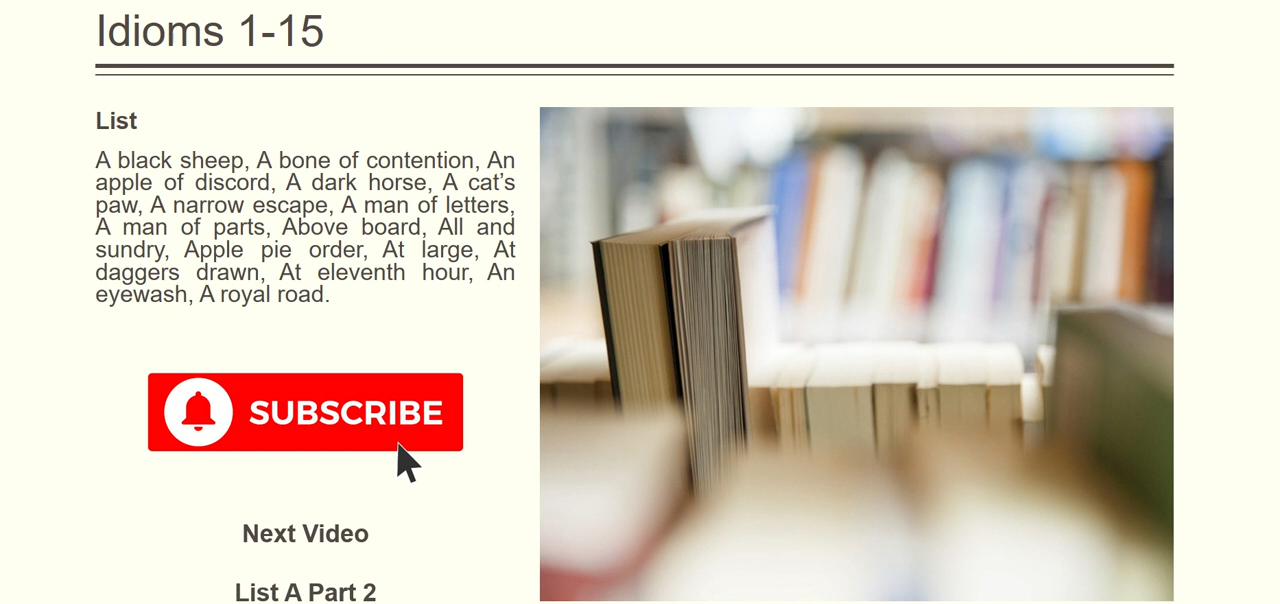 Idioms 1-15
List
A black sheep, A bone of contention, An
apple of discord, A dark horse, A cat’s
paw, A narrow escape, A man of letters,
A man of parts, Above board, All and
sundry, Apple pie order, At large, At
daggers drawn, At eleventh hour, An
eyewash, A royal road.
SUBSCRIBE
Next Video
List A Part 2